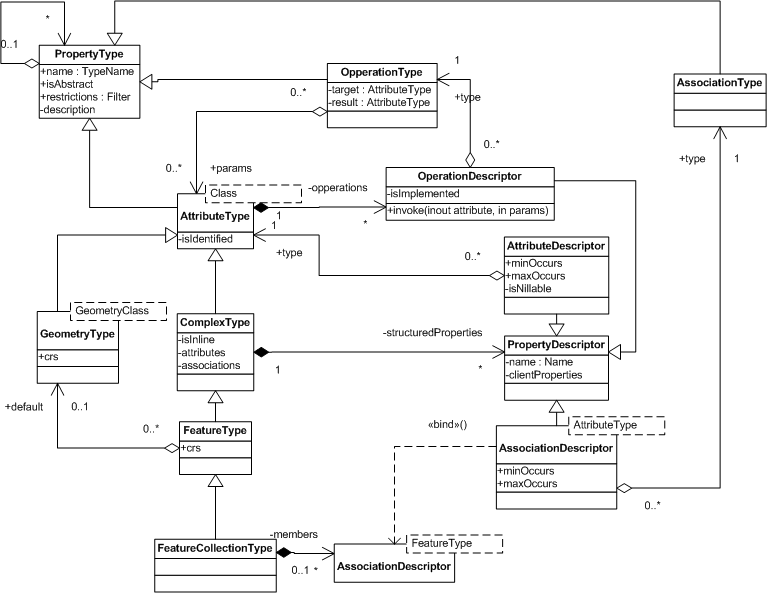 *
0..1
PropertyType
+name : TypeName
+isAbstract
+restrictions : Filter
-description
OpperationType
-target : AttributeType
-result : AttributeType
1
+type
0..*
0..*
AssociationType
+type
1
0..*
+params
Class
AttributeType
-isIdentified
-opperations
1
*
1
+type
OperationDescriptor
-isImplemented
+invoke(inout attribute, in params)
0..*
AttributeDescriptor
+minOccurs
+maxOccurs
-isNillable
GeometryClass
GeometryType
+crs
ComplexType
-isInline
-attributes
-associations
-structuredProperties
1
*
PropertyDescriptor
-name : Name
-clientProperties
+default
0..1
0..*
FeatureType
+crs
«bind»()
AttributeType
AssociationDescriptor
+minOccurs
+maxOccurs
0..*
FeatureCollectionType
-members
0..1
*
FeatureType
AssociationDescriptor